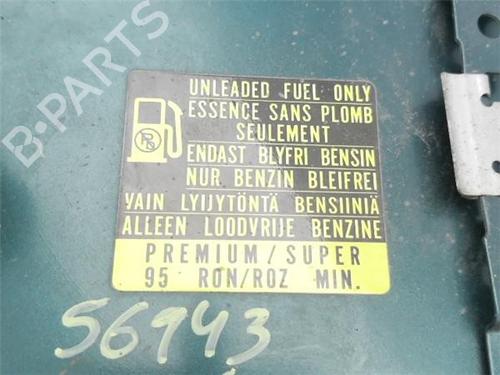 B-PARTS
UNLEADED FUEL ONLY
ESSENCE SANS PLOMB
SEULEMENT
ENDAST BLYFRI BENSIN
NUR BENZIN BLEIFREI
VAIN LYIJYTÖNTÄ BENSIINIÄ
ALLEEN LOODVRIJE BENZINE
PREMIUM/SUPER
95 RON/ROZ MIN.
56943